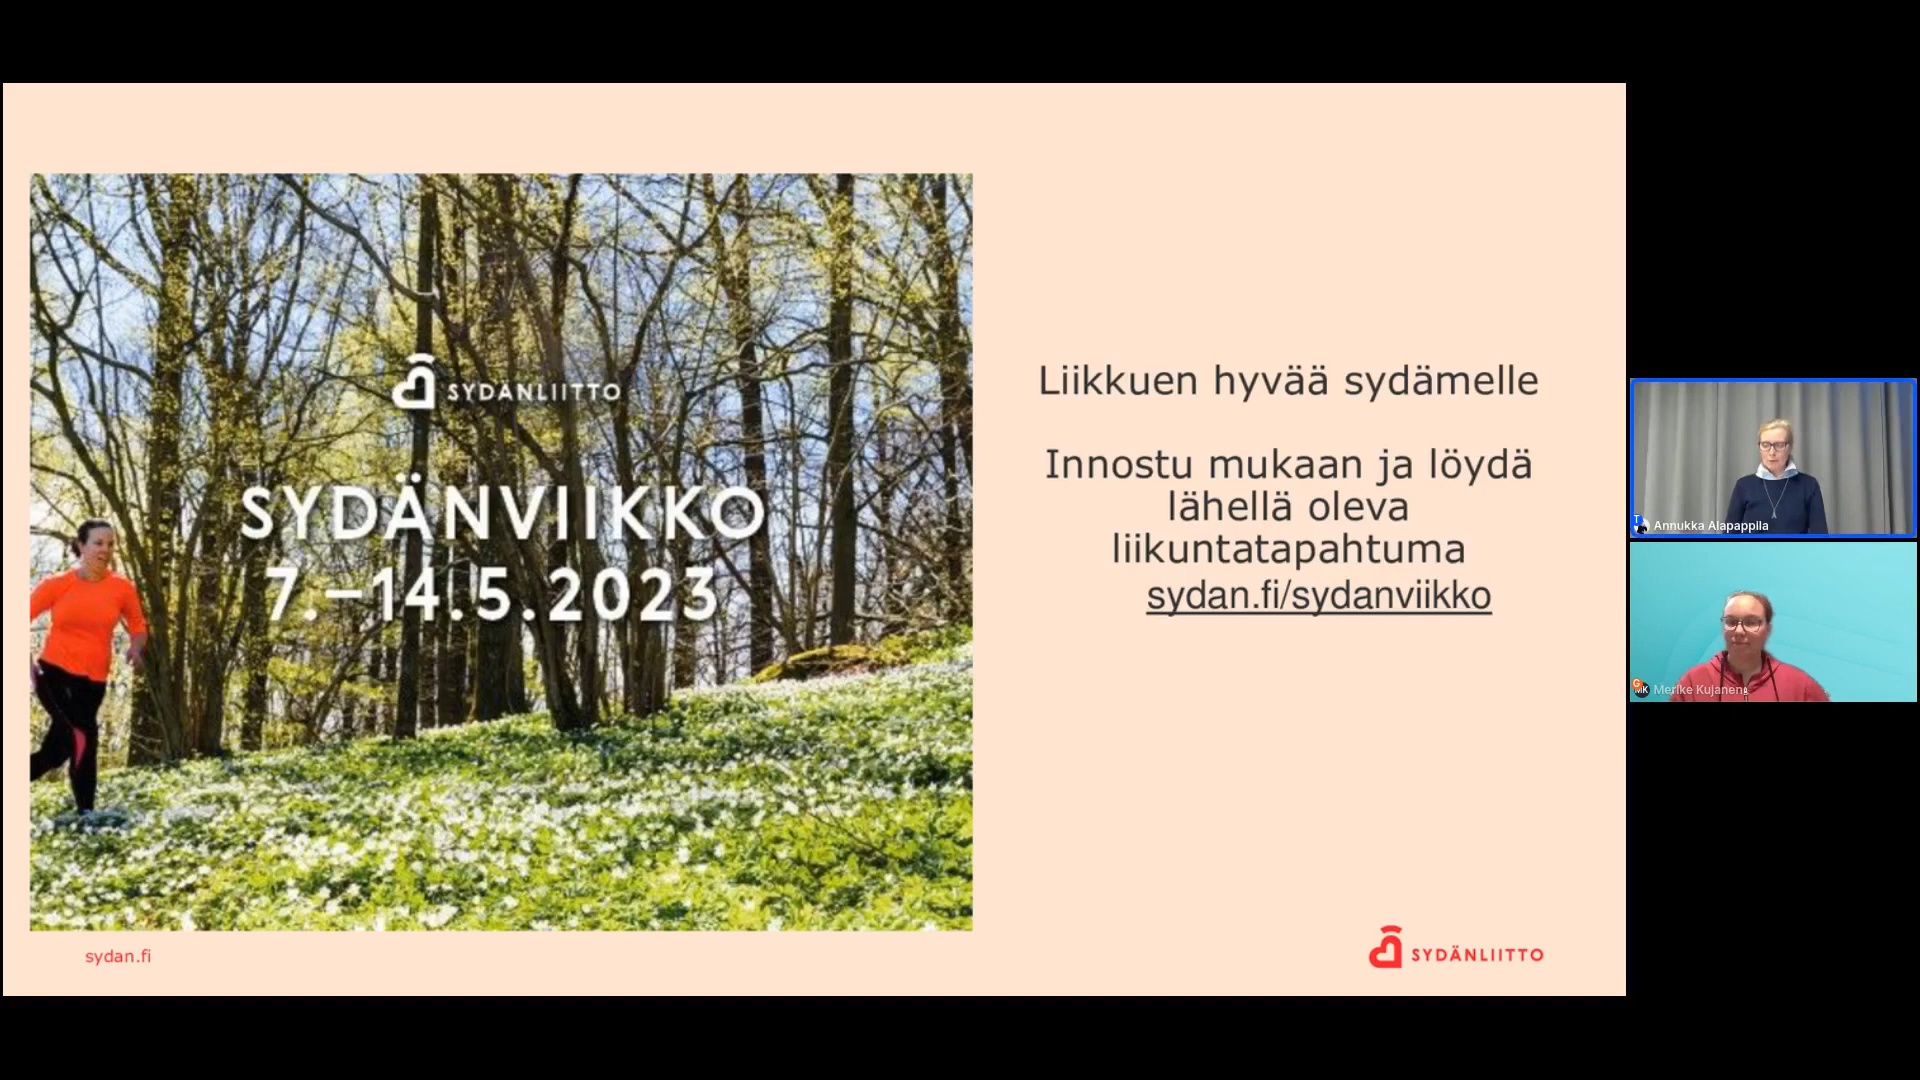 SYDÄNLIITTO
SYDÄNVIIKKO
7.–14.5.2023
Liikkuen hyvää sydämelle
Innostu mukaan ja löydä
lähellä oleva
liikuntatapahtuma
sydan.fi/sydanviikko
sydan.fi
SYDÄNLIITTO
Annukka Alapappila
Merike Kujanen